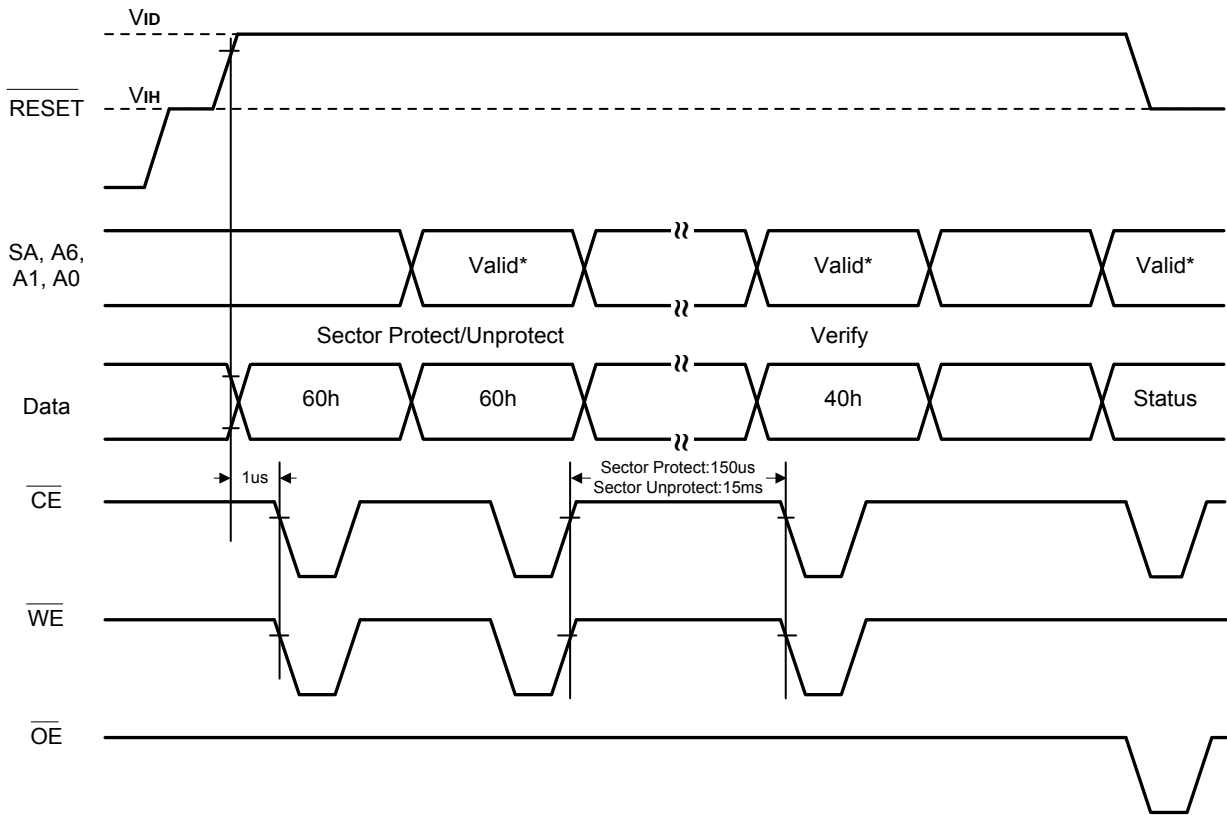 VID
VIH
RESET
SA, A6,
A1, A0
Valid*
Valid*
Valid*
Sector Protect/Unprotect
Verify
Data
60h
60h
40h
Status
1us
Sector Protect:150us
Sector Unprotect:15ms
CE
WE
OE